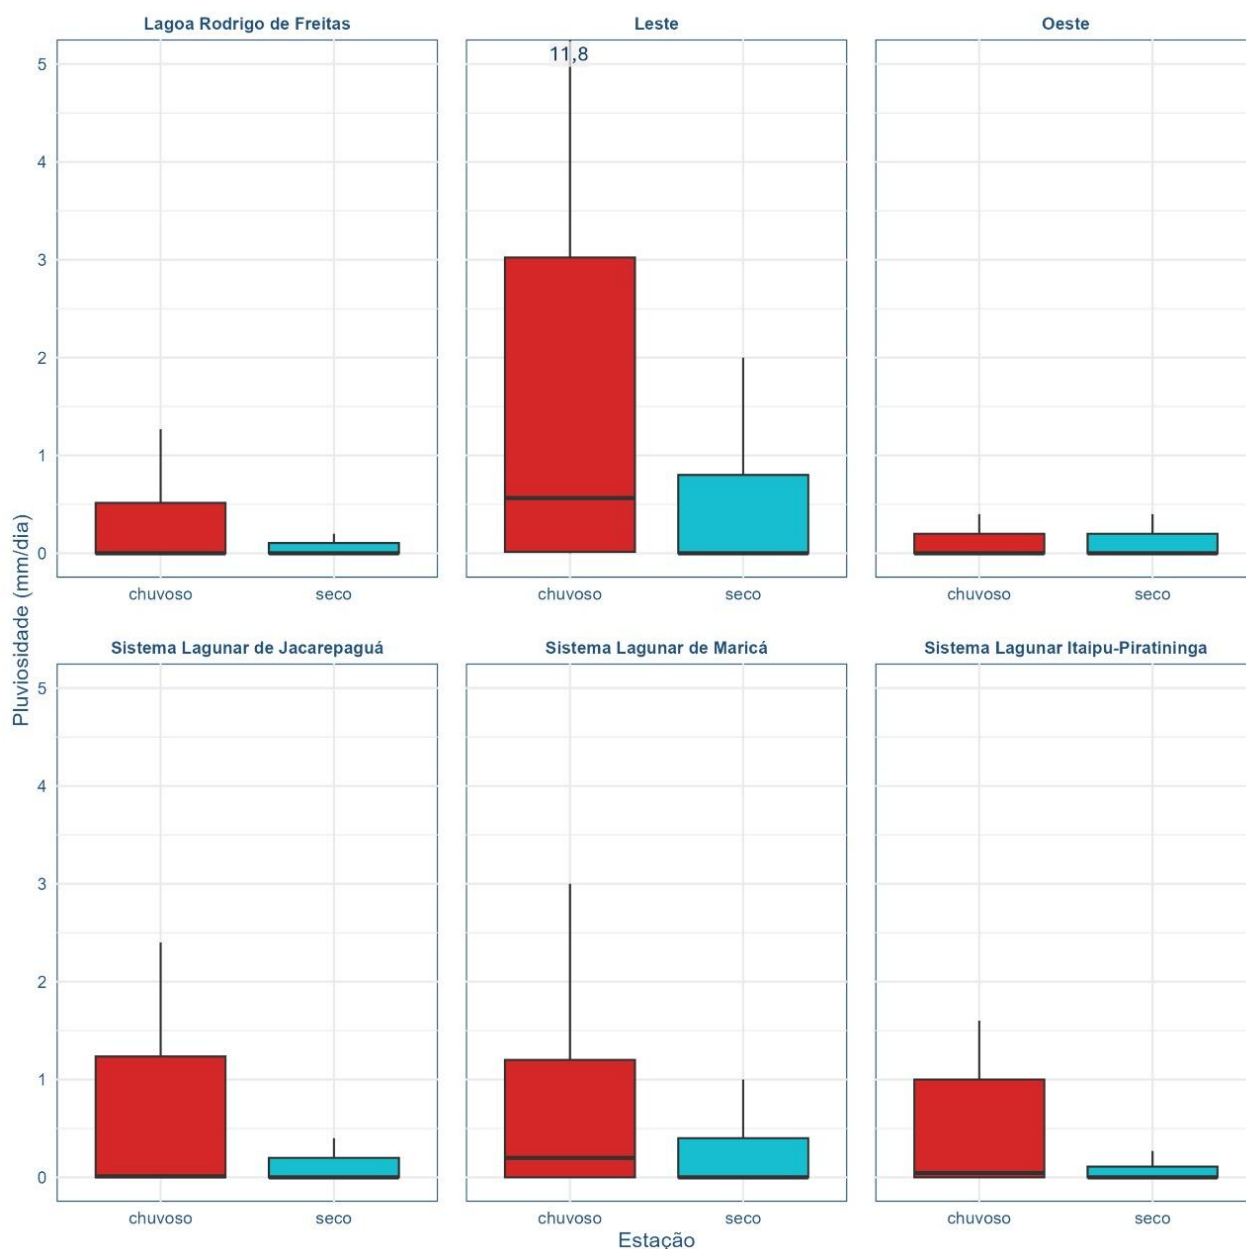 Lagoa Rodrigo de Freitas
Leste
Oeste
11,8
5
4
3
2
1
0
chuvoso
seco
chuvoso
seco
chuvoso
seco
Pluviosidade (mm/dia)
Sistema Lagunar de Jacarepaguá
Sistema Lagunar de Maricá
Sistema Lagunar Itaipu-Piratininga
5
4
3
2
1
0
chuvoso
seco
chuvoso
seco
chuvoso
seco
Estação